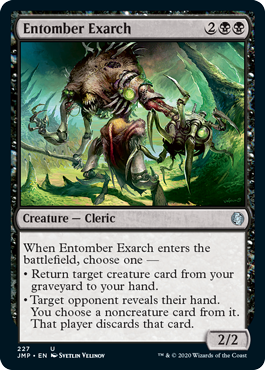 Entomber Exarch 2
Creature — Cleric
When Entomber Exarch enters the
battlefield, choose one —
• Return target creature card from your
graveyard to your hand.
• Target opponent reveals their hand.
You choose a noncreature card from it.
That player discards that card.
2/2
227 U
JMP • EN Svetlin Velinov ™ & © 2020 Wizards of the Coast